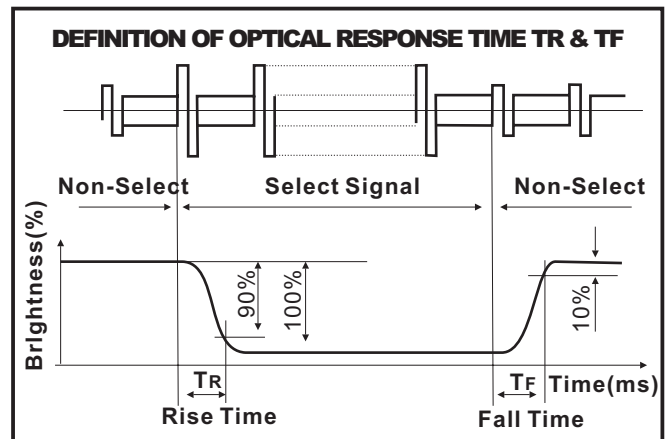 DEFINITION OF OPTICAL RESPONSE TIME TR & TF
Non-Select Select Signal Non-Select
Brightness(%)
90%
100%
10%
TR TF Time(ms)
Rise Time Fall Time